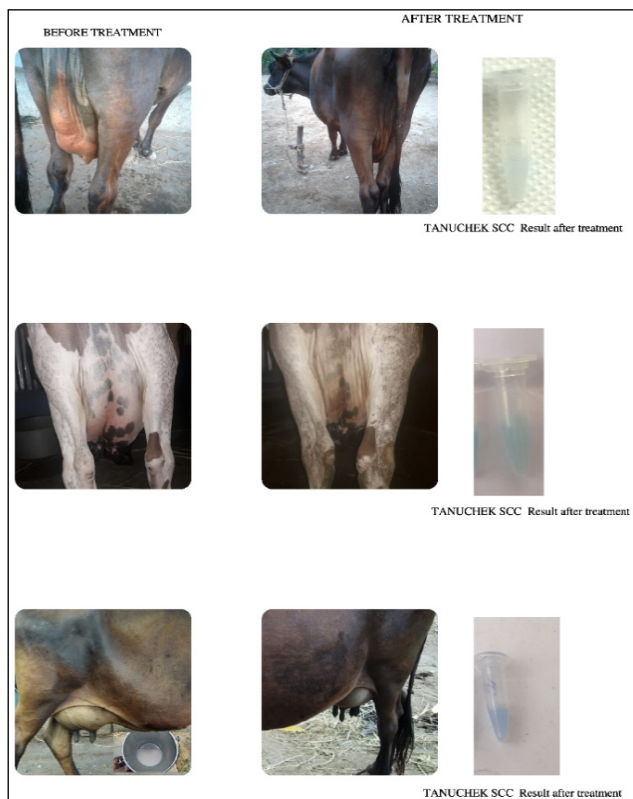 BEFORE TREATMENT
AFTER TREATMENT
TANUCHEK SCC Result after treatment
TANUCHEK SCC Result after treatment
TANUCHEK SCC Result after treatment